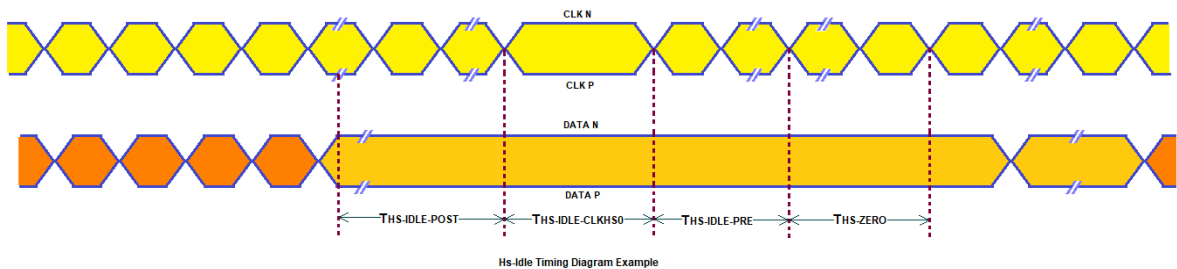 CLK N
CLK P
DATA N
DATA P
THS-IDLE-POST
THS-IDLE-CLKHS0
THS-IDLE-PRE
THS-ZERO
Hs-Idle Timing Diagram Example